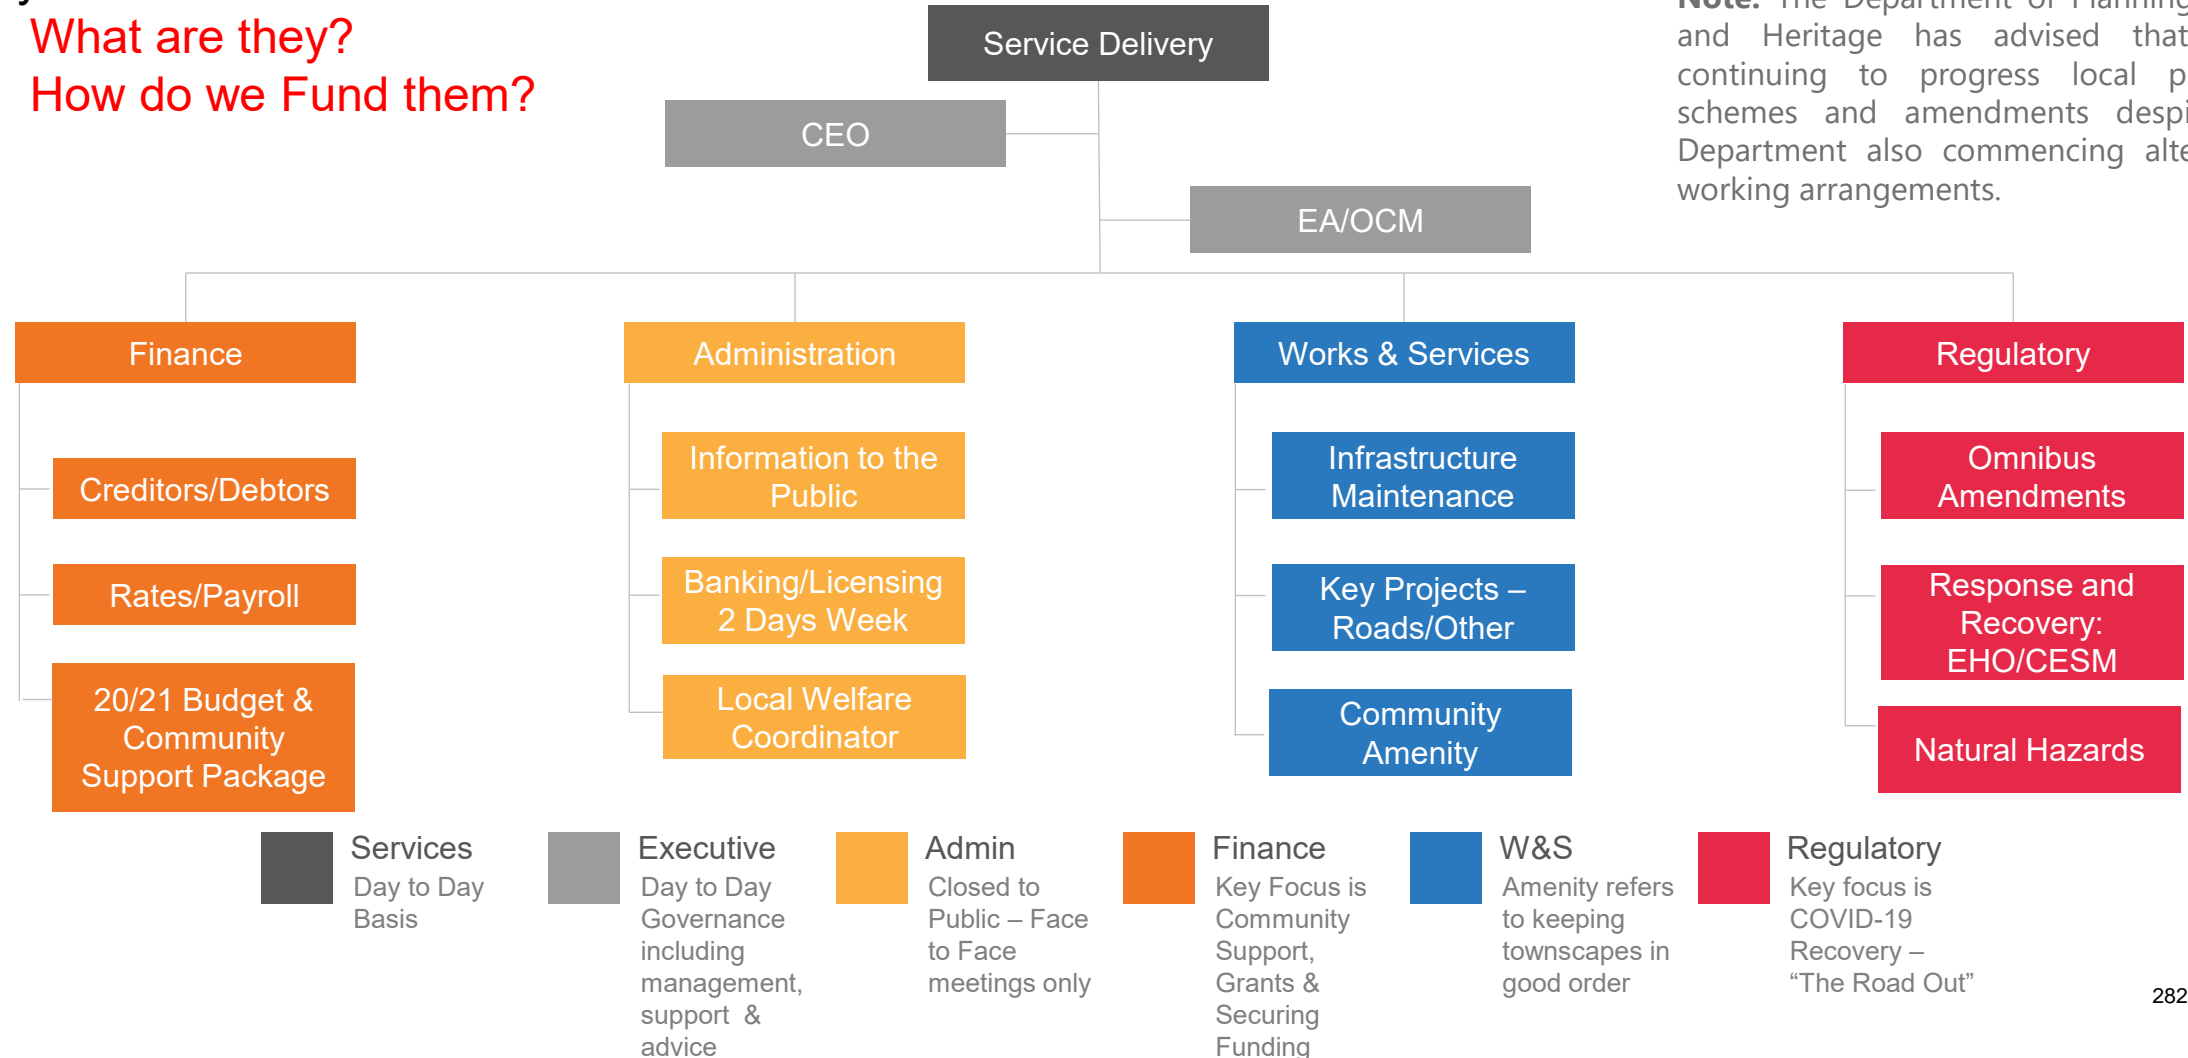 What are they?
How do we Fund them?
Service Delivery
CEO
EA/OCM
Note: The Department of Planning
and Heritage has advised that
continuing to progress local
schemes and amendments
Department also commencing
working arrangements.
Finance
Creditors/Debtors
Rates/Payroll
20/21 Budget &
Community
Support Package
Administration
Information to the
Public
Banking/Licensing
2 Days Week
Local Welfare
Coordinator
Works & Services
Infrastructure
Maintenance
Key Projects –
Roads/Other
Community
Amenity
Regulatory
Omnibus
Amendments
Response and
Recovery:
EHO/CESM
Natural Hazards
Services
Day to Day
Basis
Executive
Day to Day
Governance
including
management,
support &
advice
Admin
Closed to
Public – Face
to Face
meetings only
Finance
Key Focus is
Community
Support,
Grants &
Securing
Funding
W&S
Amenity refers
to keeping
townscapes in
good order
Regulatory
Key focus is
COVID-19
Recovery –
“The Road Out”
282